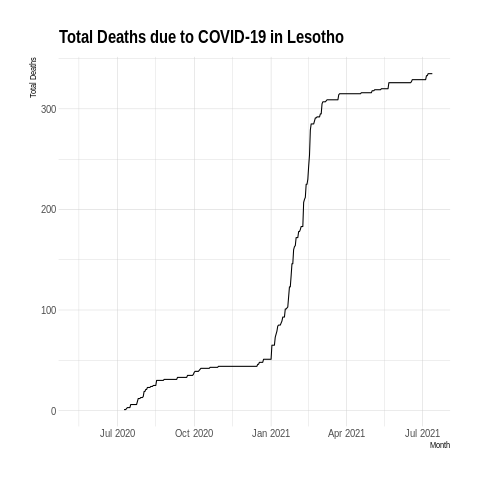 Total Deaths due to COVID-19 in Lesotho
Total Deaths
300
200
100
0
Jul 2020 Oct 2020 Jan 2021 Apr 2021 Jul 2021
Month